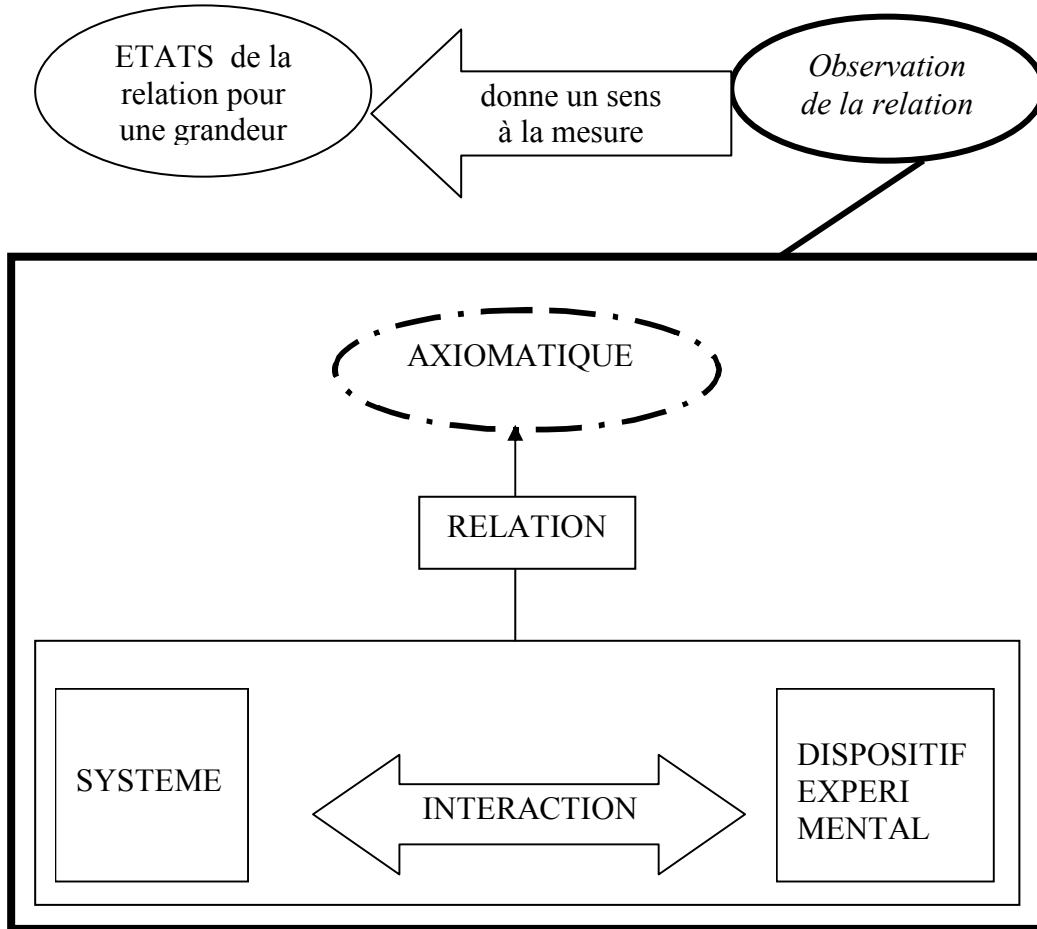 ETATS de la
relation pour
une grandeur
donne un sens
à la mesure
Observation
de la relation
AXIOMATIQUE
RELATION
SYSTEME
INTERACTION
DISPOSITIF
EXPERI
MENTAL